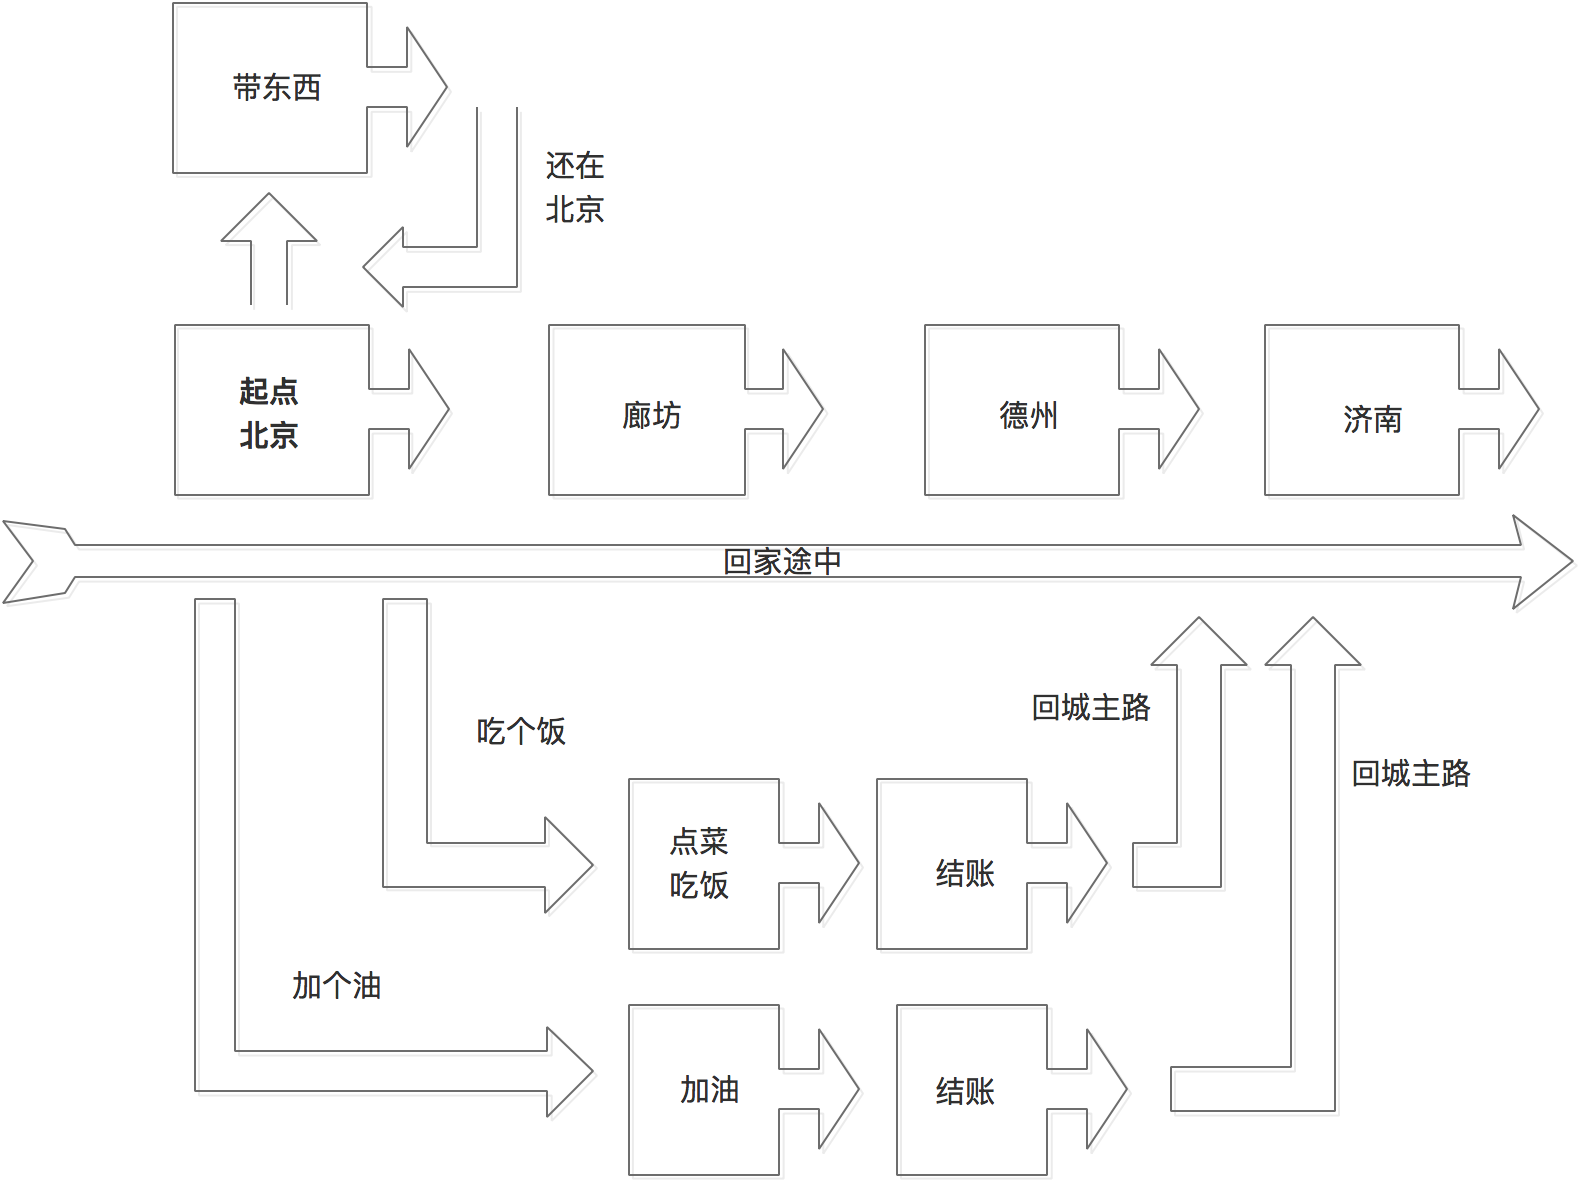 带东西
还在
北京
起点
北京
廊坊
德州
济南
回家途中
吃个饭
回城主路
回城主路
点菜
吃饭
结账
加个油
加油
结账